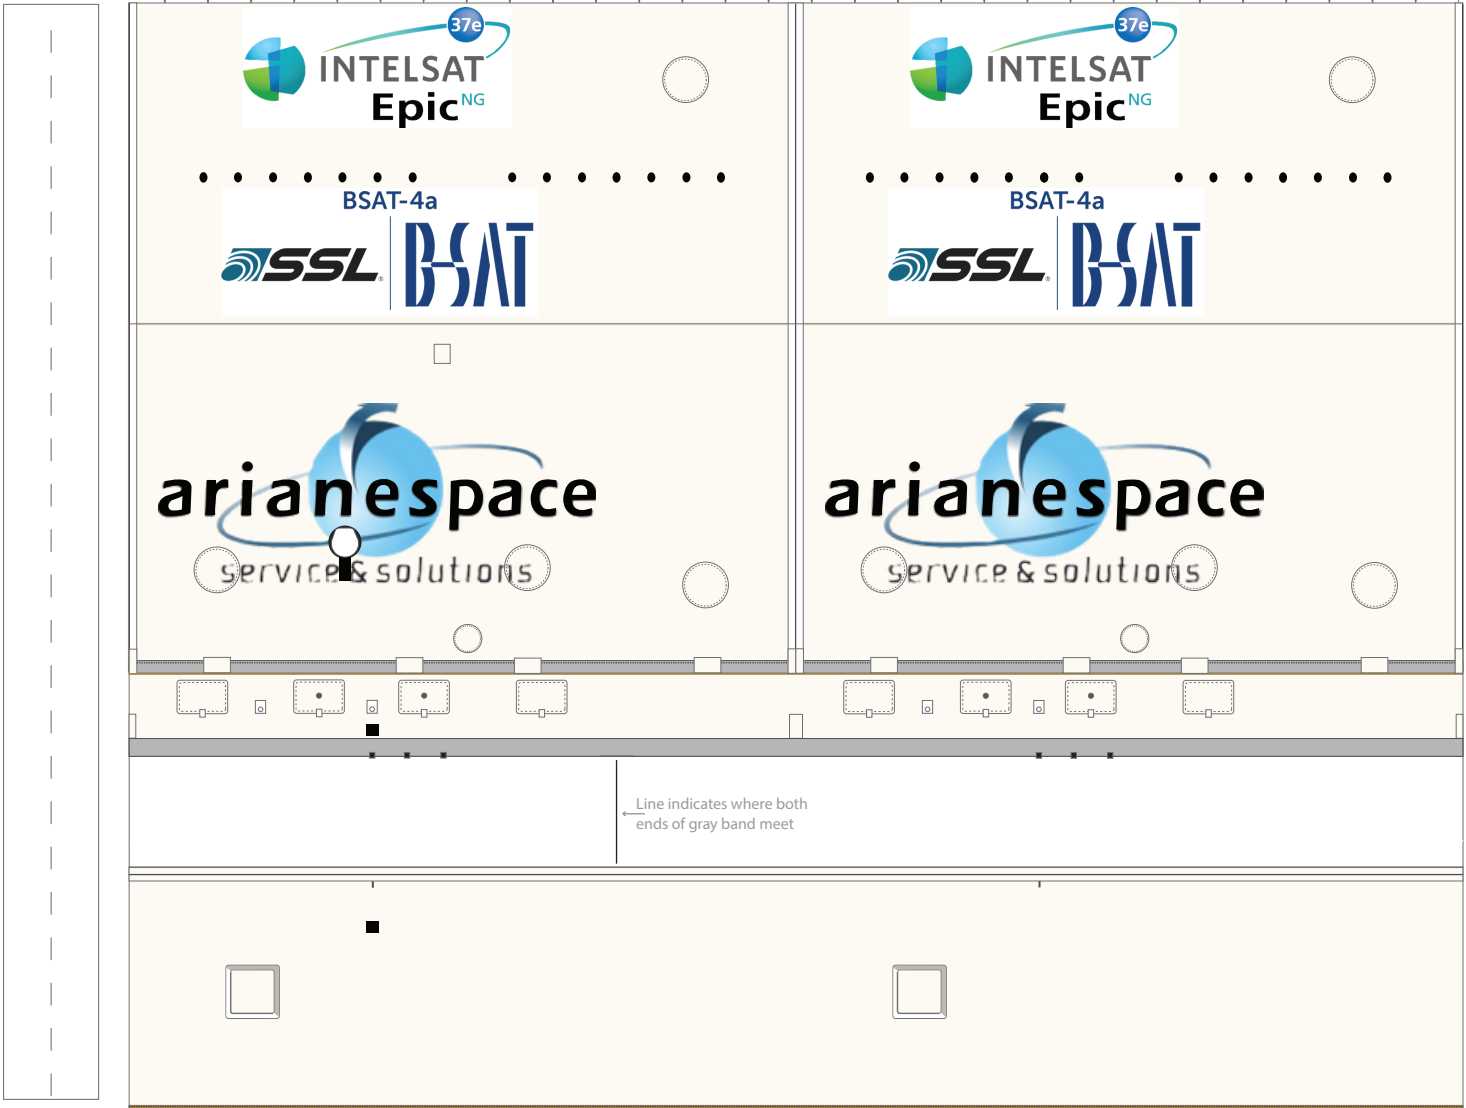 37e
INTELSAT
Epic NG
BSAT-4a
SSL
BSAT
arianespace
service & solutions
37e
INTELSAT
Epic NG
BSAT-4a
SSL
BSAT
arianespace
service & solutions
Line indicates where both
ends of gray band meet